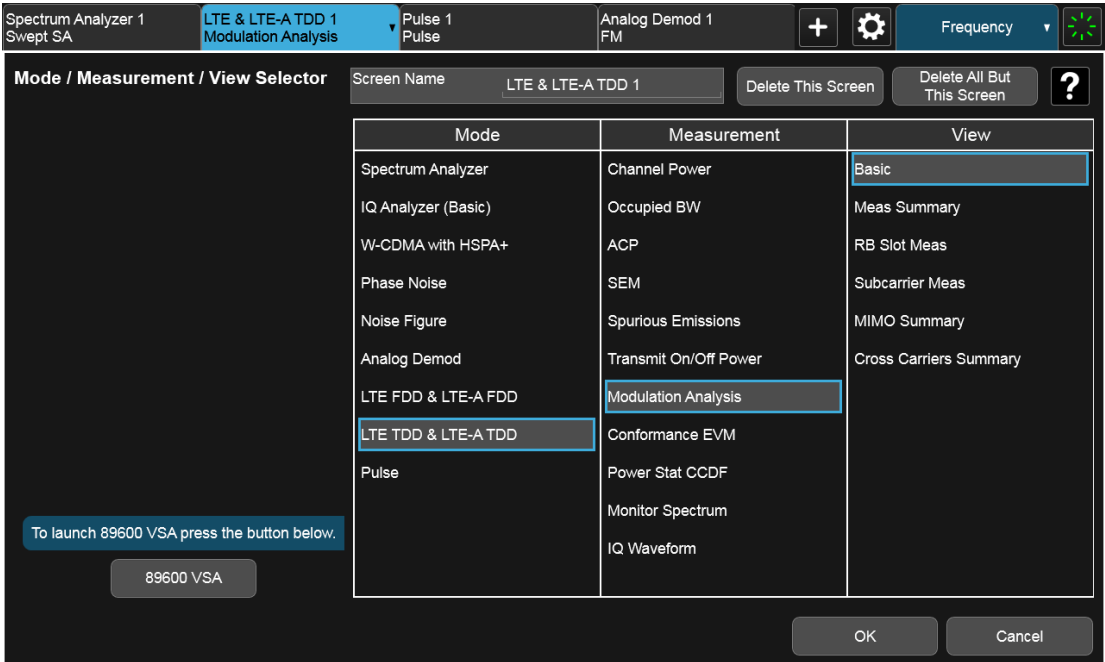 Spectrum Analyzer 1
Swept SA
LTE & LTE-A TDD 1
Modulation Analysis
Pulse 1
Pulse
Analog Demod 1
FM
+
Frequency
Mode / Measurement / View Selector
Screen Name
LTE & LTE-A TDD 1
Delete This Screen
Delete All But
This Screen
?
Mode
Measurement
View
Spectrum Analyzer
Channel Power
Basic
IQ Analyzer (Basic)
Occupied BW
Meas Summary
W-CDMA with HSPA+
ACP
RB Slot Meas
Phase Noise
SEM
Subcarrier Meas
Noise Figure
Spurious Emissions
MIMO Summary
Analog Demod
Transmit On/Off Power
Cross Carriers Summary
LTE FDD & LTE-A FDD
Modulation Analysis
LTE TDD & LTE-A TDD
Conformance EVM
Pulse
Power Stat CCDF
Monitor Spectrum
IQ Waveform
To launch 89600 VSA press the button below.
89600 VSA
OK
Cancel